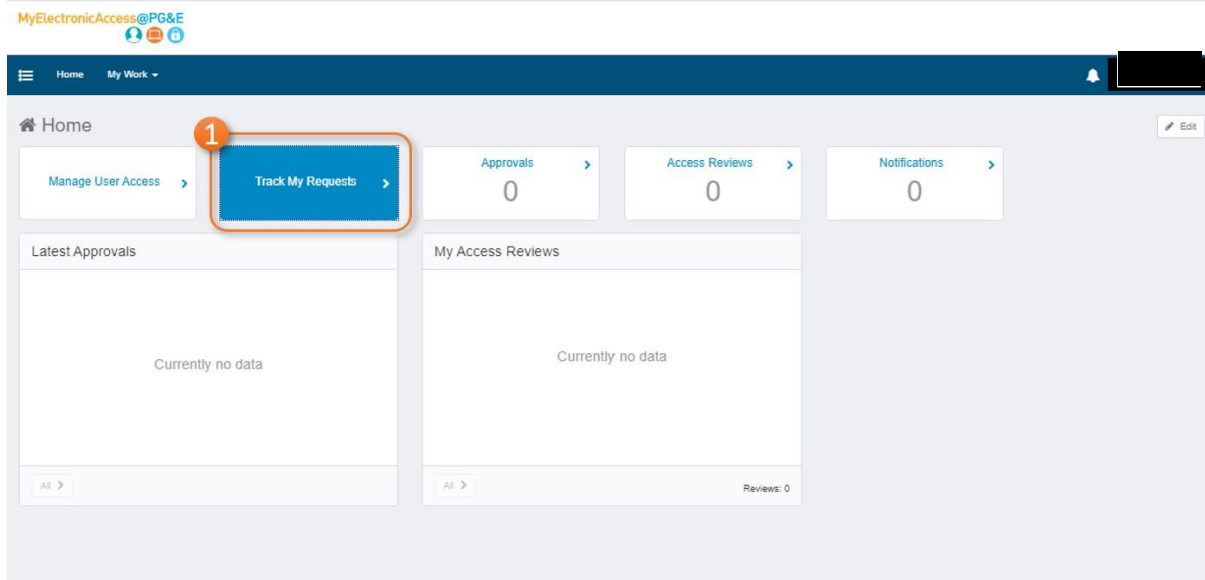 MyElectronicAccess@PG&E
Home My Work
Home
Edit
1
Manage User Access
Track My Requests
Approvals
0
Access Reviews
0
Notifications
0
Latest Approvals
Currently no data
All
My Access Reviews
Currently no data
All
Reviews: 0